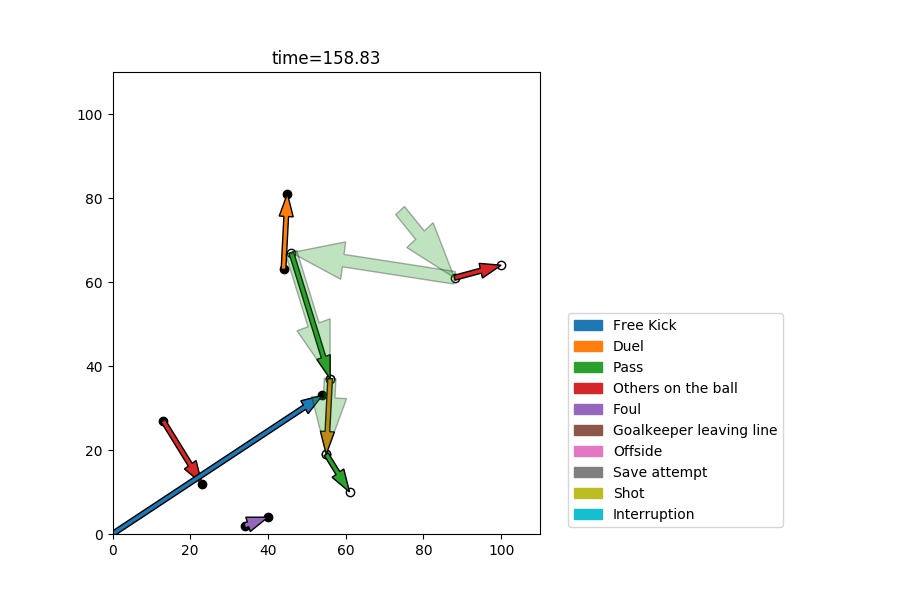 time=158.83
100
80
60
40
20
0
0 20 40 60 80 100
Free Kick
Duel
Pass
Others on the ball
Foul
Goalkeeper leaving line
Offside
Save attempt
Shot
Interruption